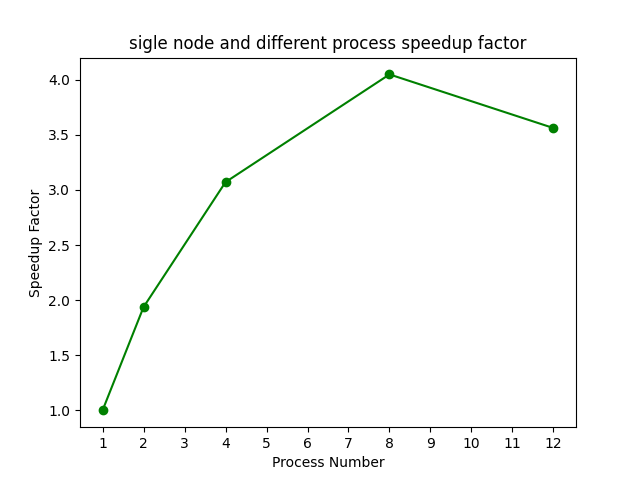 sigle node and different process speedup factor
4.0
3.5
3.0
2.5
2.0
1.5
1.0
Speedup Factor
1 2 3 4 5 6 7 8 9 10 11 12
Process Number